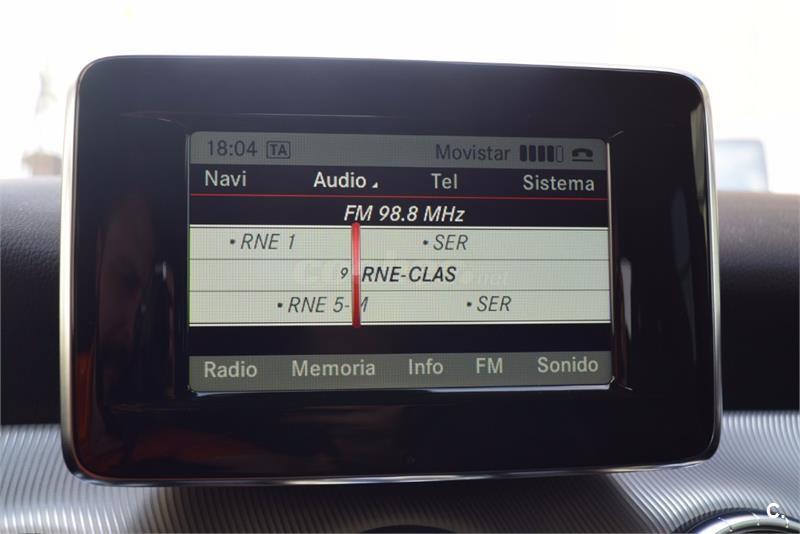 18:04 TA Movistar
Navi Audio Tel Sistema
FM 98.8 MHz
• RNE 1 • SER
9 RNE-CLAS
• RNE 5-M • SER
Radio Memoria Info FM Sonido
C.